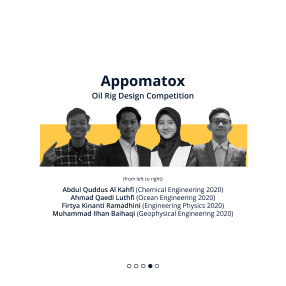 Appomatox
Oil Rig Design Competition
(from left to right)
Abdul Quddus Al Kahfi (Chemical Engineering 2020)
Ahmad Qaedi Luthfi (Ocean Engineering 2020)
Firtya Kinanti Ramadhini (Engineering Physics 2020)
Muhammad Ilhan Baihaqi (Geophysical Engineering 2020)